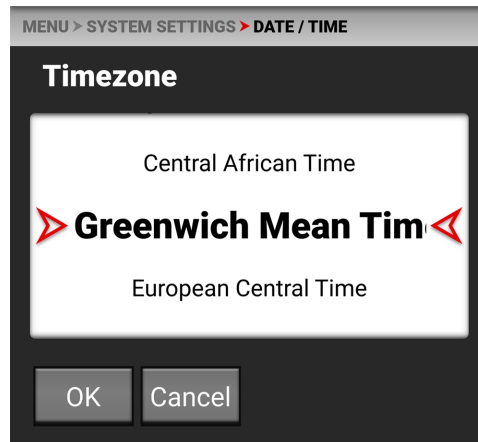 MENU > SYSTEM SETTINGS > DATE / TIME
Timezone
Central African Time
Greenwich Mean Tim
European Central Time
OK Cancel